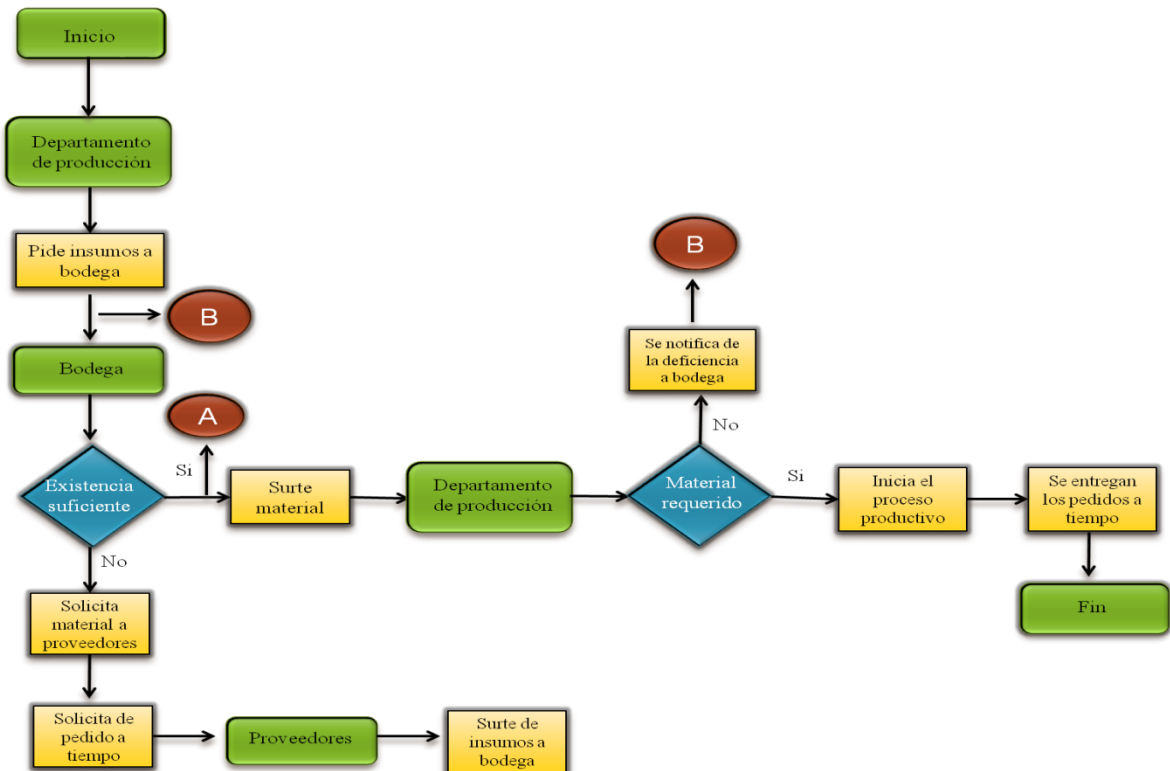 Inicio
Departamento
de producción
Pide insumos a
bodega
B
Bodega
A
Existencia
suficiente
Si
No
Surte
material
Departamento
de producción
Material
requerido
No
Se notifica de
la deficiencia
a bodega
B
Si
Inicia el
proceso
productivo
Se entregan
los pedidos a
tiempo
Fin
Solicita
material a
proveedores
Solicita de
pedido a
tiempo
Proveedores
Surte de
insumos a
bodega